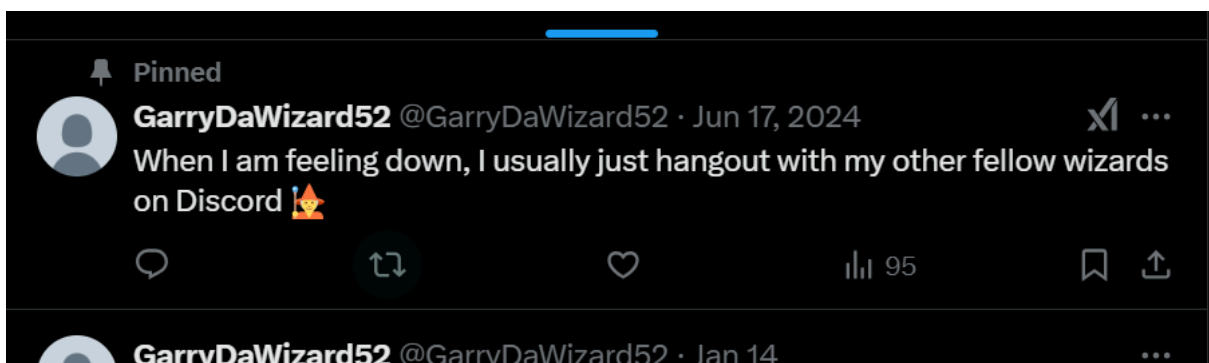 Pinned
GarryDaWizard52 @GarryDaWizard52 · Jun 17, 2024
When I am feeling down, I usually just hangout with my other fellow wizards
on Discord 🧙
95
GarryDaWizard52 @GarryDaWizard52 · Jan 14